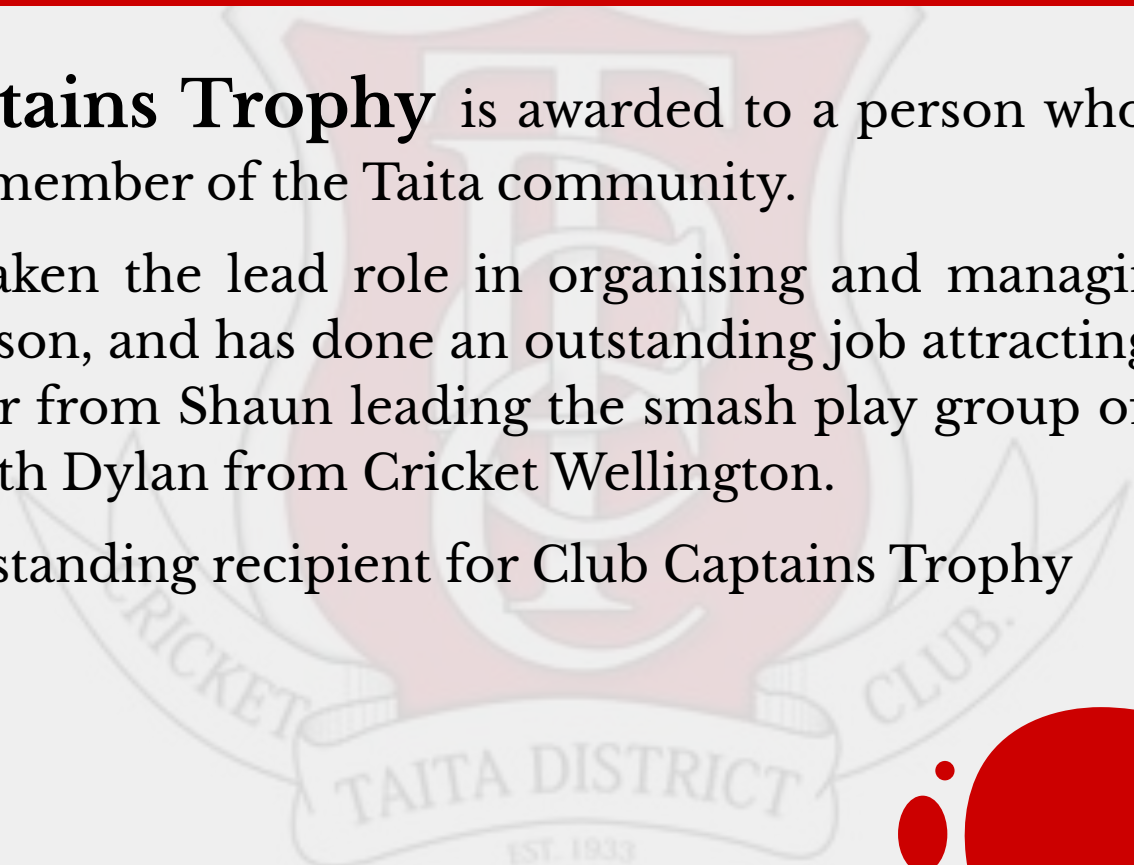 tains Trophy is awarded to a person who
member of the Taita community.
aken the lead role in organising and managin
son, and has done an outstanding job attracting
r from Shaun leading the smash play group of
th Dylan from Cricket Wellington.
standing recipient for Club Captains Trophy
CRICKET
CLUB.
TAITA DISTRICT
EST. 1933